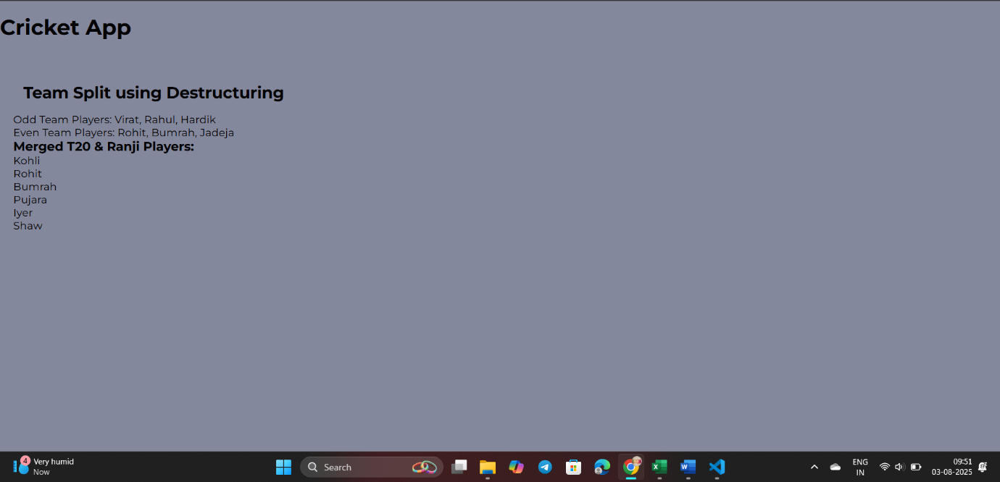 Cricket App
Team Split using Destructuring
Odd Team Players: Virat, Rahul, Hardik
Even Team Players: Rohit, Bumrah, Jadeja
Merged T20 & Ranji Players:
Kohli
Rohit
Bumrah
Pujara
Iyer
Shaw
4
Very humid
Now
Search
X
W
ENG
IN
09:51
03-08-2025